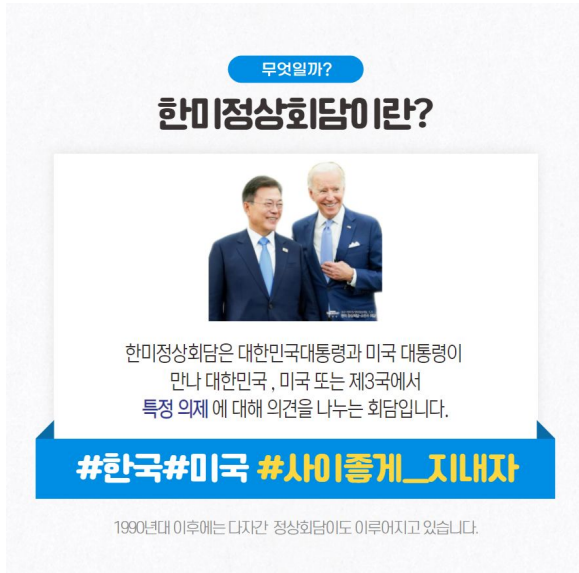 무엇일까?
한미정상회담이란?
한미정상회담은 대한민국대통령과 미국 대통령이
만나 대한민국 , 미국 또는 제3국에서
특정 의제 에 대해 의견을 나누는 회담입니다.
#한국#미국 #사이좋게_지내자
1990년대 이후에는 다자간 정상회담이도 이루어지고 있습니다.